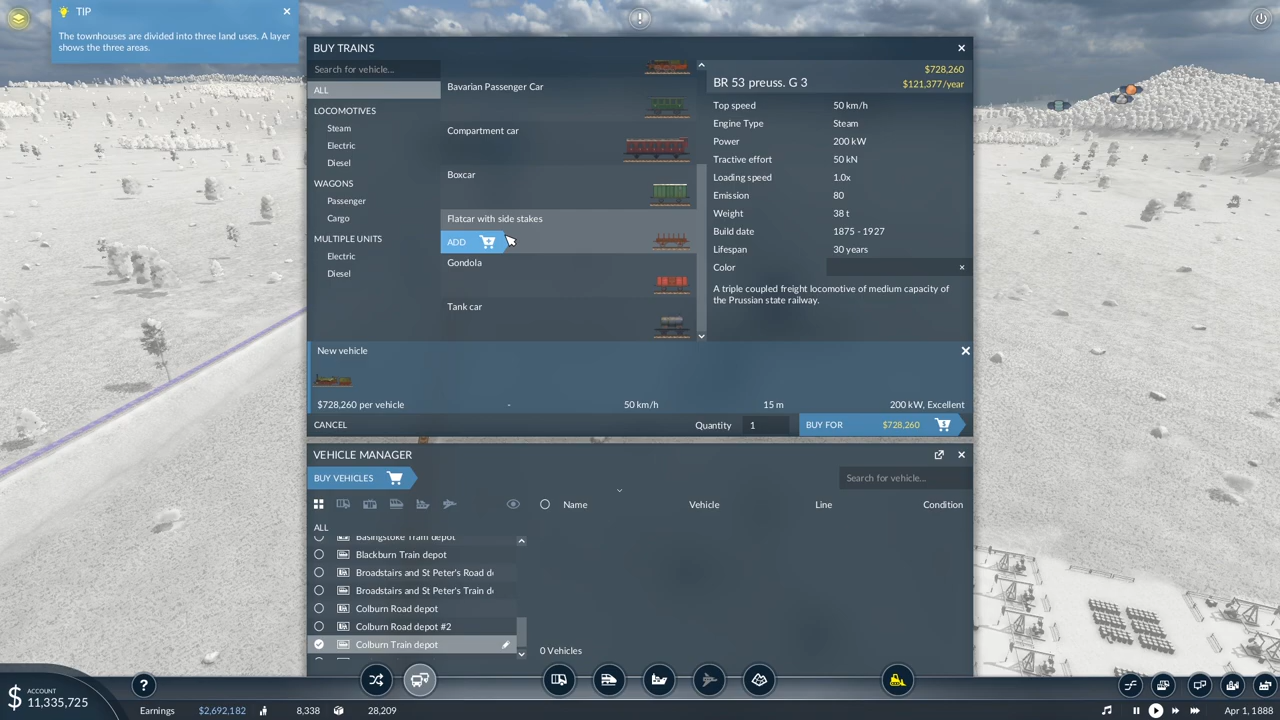 TIP
The townhouses are divided into three land uses. A layer
shows the three areas.
BUY TRAINS
Search for vehicle...
ALL
LOCOMOTIVES
Steam
Electric
Diesel
WAGONS
Passenger
Cargo
MULTIPLE UNITS
Electric
Diesel
Bavarian Passenger Car
Compartment car
Boxcar
Flatcar with side stakes
ADD
Gondola
Tank car
$728,260
BR 53 preuss. G 3
$121,377/year
Top speed 50 km/h
Engine Type Steam
Power 200 kW
Tractive effort 50 kN
Loading speed 1.0x
Emission 80
Weight 38 t
Build date 1875 - 1927
Lifespan 30 years
Color
A triple coupled freight locomotive of medium capacity of
the Prussian state railway.
New vehicle
$728,260 per vehicle - 50 km/h 15 m 200 kW, Excellent
CANCEL Quantity 1 BUY FOR $728,260
VEHICLE MANAGER
BUY VEHICLES
Search for vehicle...
Name Vehicle Line Condition
ALL
Basingstoke Train depot
Blackburn Train depot
Broadstairs and St Peter's Road d
Broadstairs and St Peter's Train d
Colburn Road depot
Colburn Road depot #2
Colburn Train depot
0 Vehicles
ACCOUNT
$ 11,335,725
?
Earnings $2,692,182 8,338 28,209
Apr 1, 1888